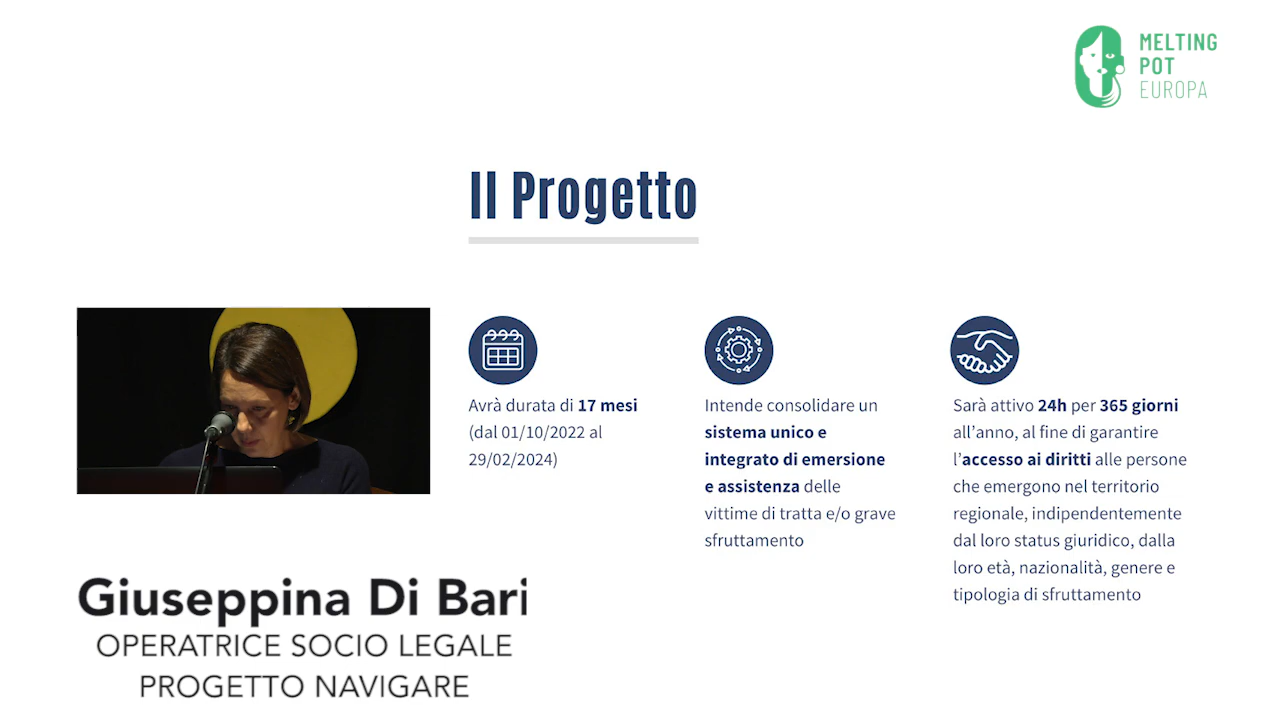 MELTING
POT
EUROPA
Il Progetto
Avrà durata di 17 mesi
(dal 01/10/2022 al
29/02/2024)
Intende consolidare un
sistema unico e
integrato di emersione
e assistenza delle
vittime di tratta e/o grave
sfruttamento
Sarà attivo 24h per 365 giorni
all’anno, al fine di garantire
l’accesso ai diritti alle persone
che emergono nel territorio
regionale, indipendentemente
dal loro status giuridico, dalla
loro età, nazionalità, genere e
tipologia di sfruttamento
Giuseppina Di Bari
OPERATRICE SOCIO LEGALE
PROGETTO NAVIGARE